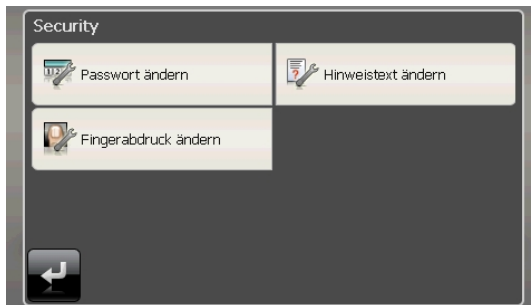 Security
Passwort ändern
Hinweistext ändern
Fingerabdruck ändern